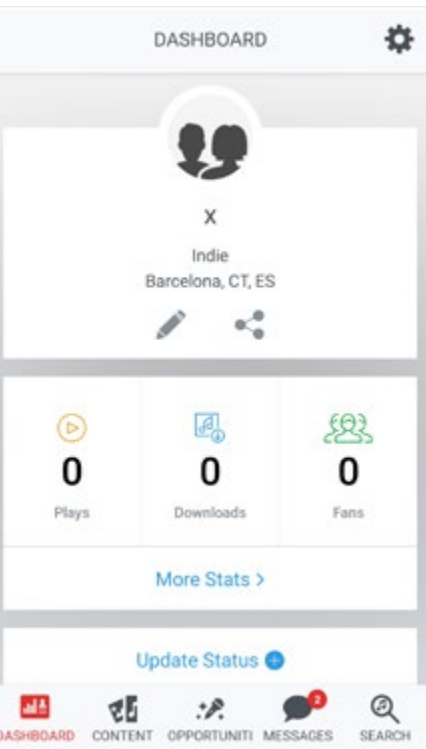 DASHBOARD
X
Indie
Barcelona, CT, ES
0 0 0
Plays Downloads Fans
More Stats >
Update Status
2
DASHBOARD CONTENT OPPORTUNITI MESSAGES SEARCH